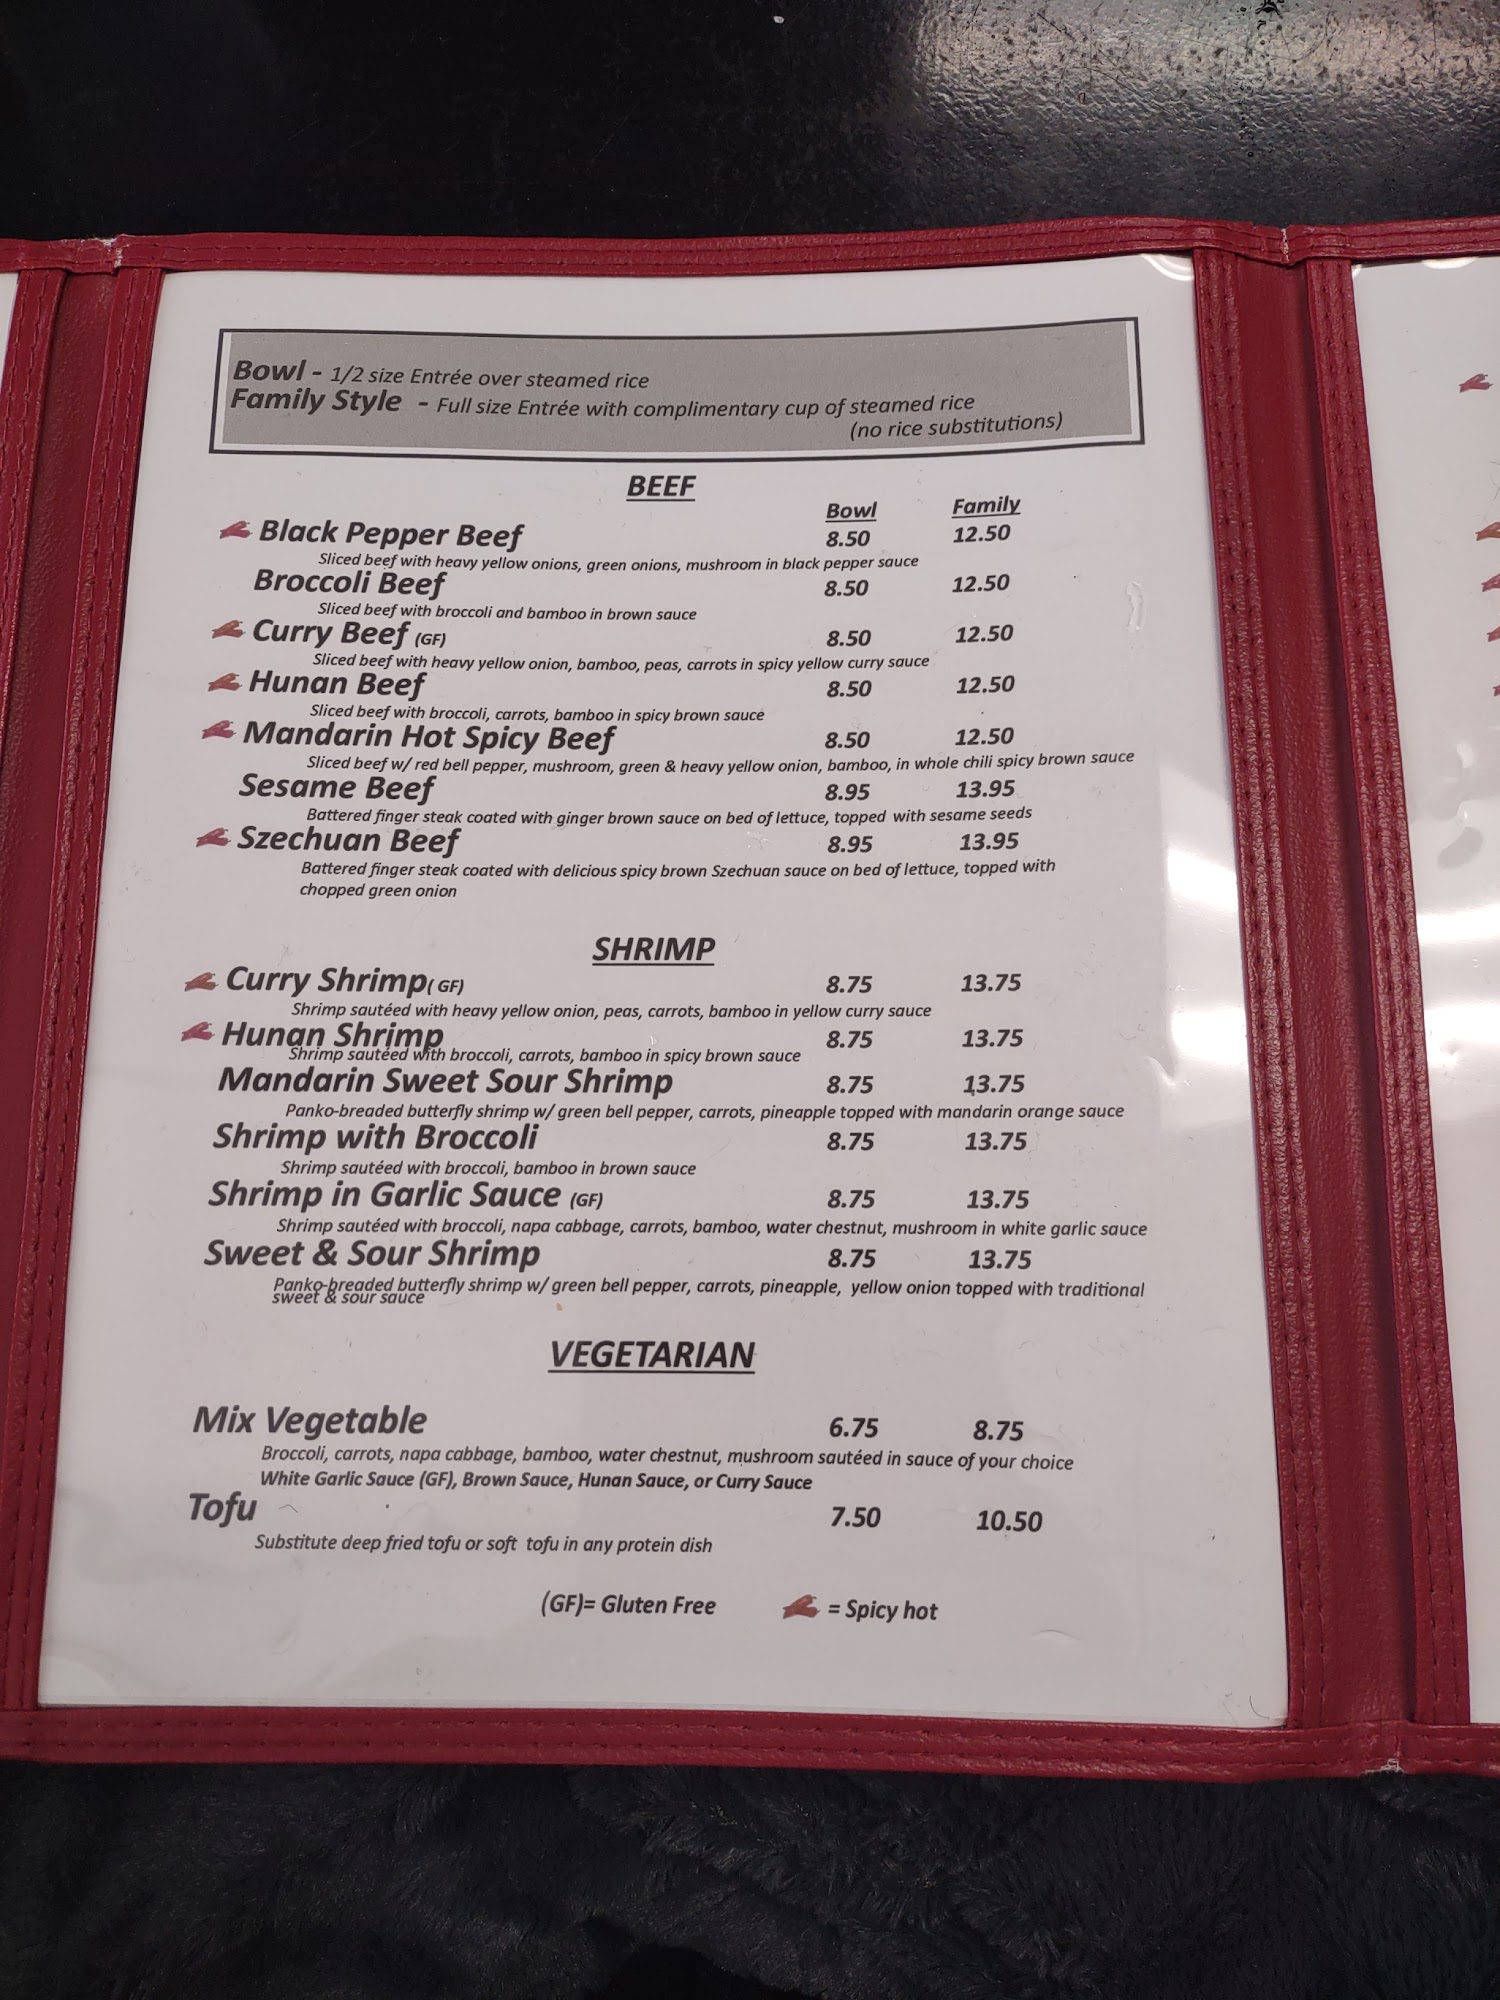 Bowl - 1/2 size Entrée over steamed rice
Family Style - Full size Entrée with complimentary cup of steamed rice
(no rice substitutions)
BEEF
Bowl Family
Black Pepper Beef 8.50 12.50
Sliced beef with heavy yellow onions, green onions, mushroom in black pepper sauce
Broccoli Beef 8.50 12.50
Sliced beef with broccoli and bamboo in brown sauce
Curry Beef (GF) 8.50 12.50
Sliced beef with heavy yellow onion, bamboo, peas, carrots in spicy yellow curry sauce
Hunan Beef 8.50 12.50
Sliced beef with broccoli, carrots, bamboo in spicy brown sauce
Mandarin Hot Spicy Beef 8.50 12.50
Sliced beef w/ red bell pepper, mushroom, green & heavy yellow onion, bamboo, in whole chili spicy brown sauce
Sesame Beef 8.95 13.95
Battered finger steak coated with ginger brown sauce on bed of lettuce, topped with sesame seeds
Szechuan Beef 8.95 13.95
Battered finger steak coated with delicious spicy brown Szechuan sauce on bed of lettuce, topped with
chopped green onion
SHRIMP
Curry Shrimp( GF) 8.75 13.75
Shrimp sautéed with heavy yellow onion, peas, carrots, bamboo in yellow curry sauce
Hunan Shrimp 8.75 13.75
Shrimp sautéed with broccoli, carrots, bamboo in spicy brown sauce
Mandarin Sweet Sour Shrimp 8.75 13.75
Panko-breaded butterfly shrimp w/ green bell pepper, carrots, pineapple topped with mandarin orange sauce
Shrimp with Broccoli 8.75 13.75
Shrimp sautéed with broccoli, bamboo in brown sauce
Shrimp in Garlic Sauce (GF) 8.75 13.75
Shrimp sautéed with broccoli, napa cabbage, carrots, bamboo, water chestnut, mushroom in white garlic sauce
Sweet & Sour Shrimp 8.75 13.75
Panko-breaded butterfly shrimp w/ green bell pepper, carrots, pineapple, yellow onion topped with traditional
sweet & sour sauce
VEGETARIAN
Mix Vegetable 6.75 8.75
Broccoli, carrots, napa cabbage, bamboo, water chestnut, mushroom sautéed in sauce of your choice
White Garlic Sauce (GF), Brown Sauce, Hunan Sauce, or Curry Sauce
Tofu 7.50 10.50
Substitute deep fried tofu or soft tofu in any protein dish
(GF)= Gluten Free = Spicy hot